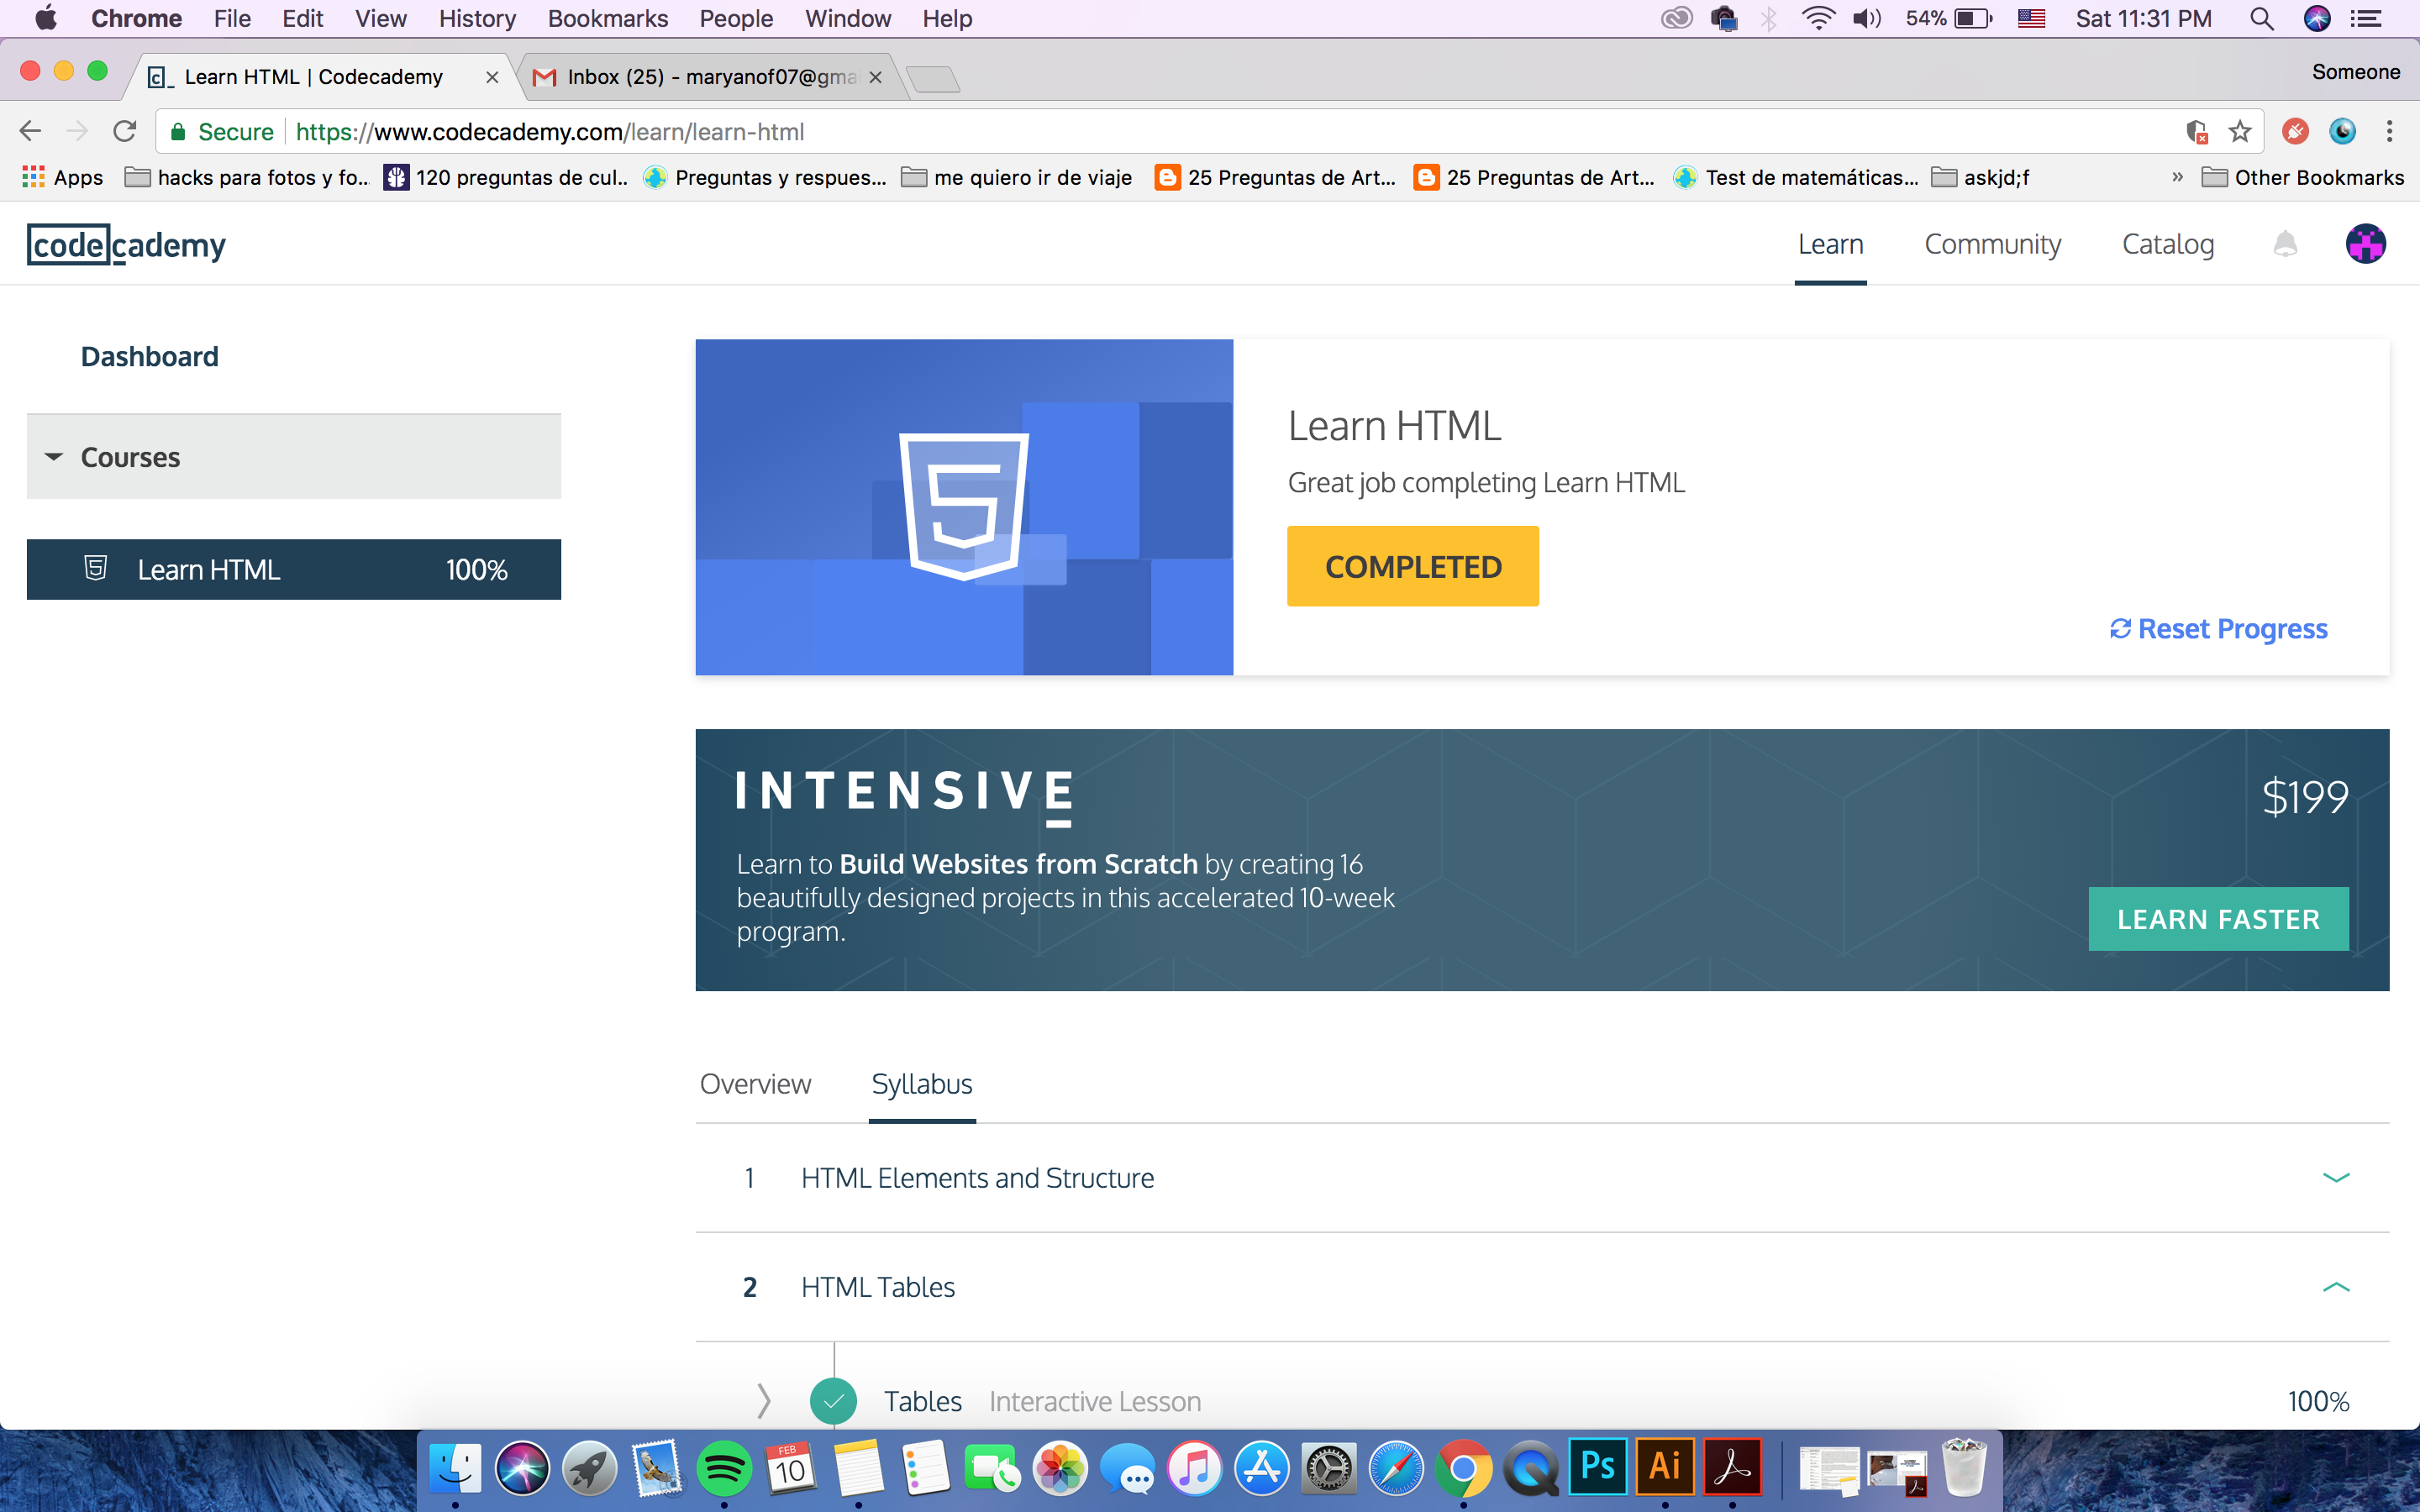 Chrome File Edit View History Bookmarks People Window Help 54% Sat 11:31 PM
Learn HTML | Codecademy Inbox (25) - maryanof07@gma Someone
Secure https://www.codecademy.com/learn/learn-html
Apps hacks para fotos y fo... 120 preguntas de cul... Preguntas y respues... me quiero ir de viaje 25 Preguntas de Art... 25 Preguntas de Art... Test de matemáticas... askjd;f » Other Bookmarks
codecademy Learn Community Catalog
Dashboard
Courses
Learn HTML 100%
Learn HTML
Great job completing Learn HTML
COMPLETED
Reset Progress
INTENSIVE
$199
Learn to Build Websites from Scratch by creating 16
beautifully designed projects in this accelerated 10-week
program.
LEARN FASTER
Overview Syllabus
1 HTML Elements and Structure
2 HTML Tables
Tables Interactive Lesson 100%
FEB
10
Ps Ai